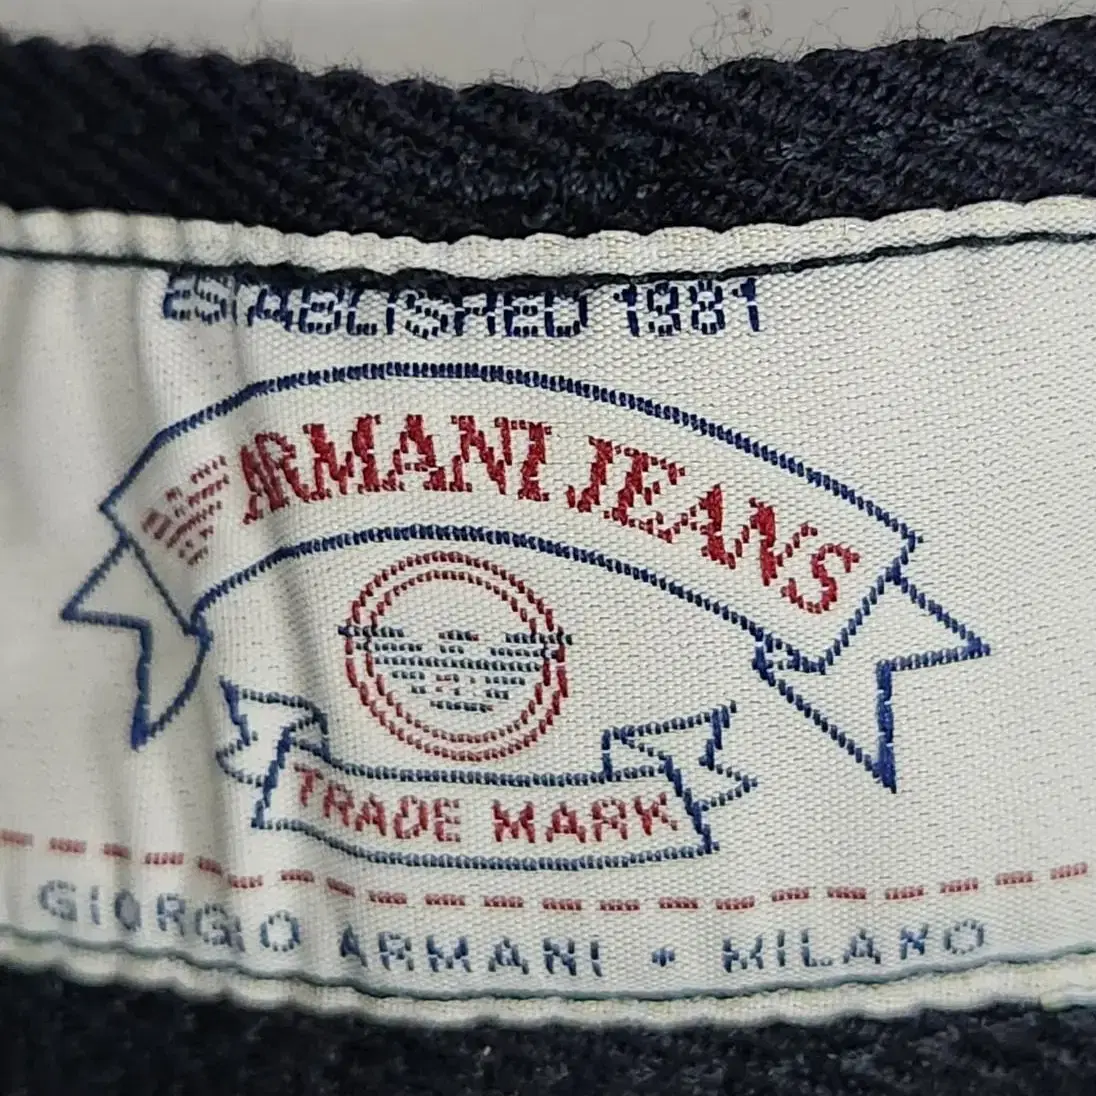 ESTABLISHED 1981
ARMANI JEANS
TRADE MARK
GIORGIO ARMANI • MILANO